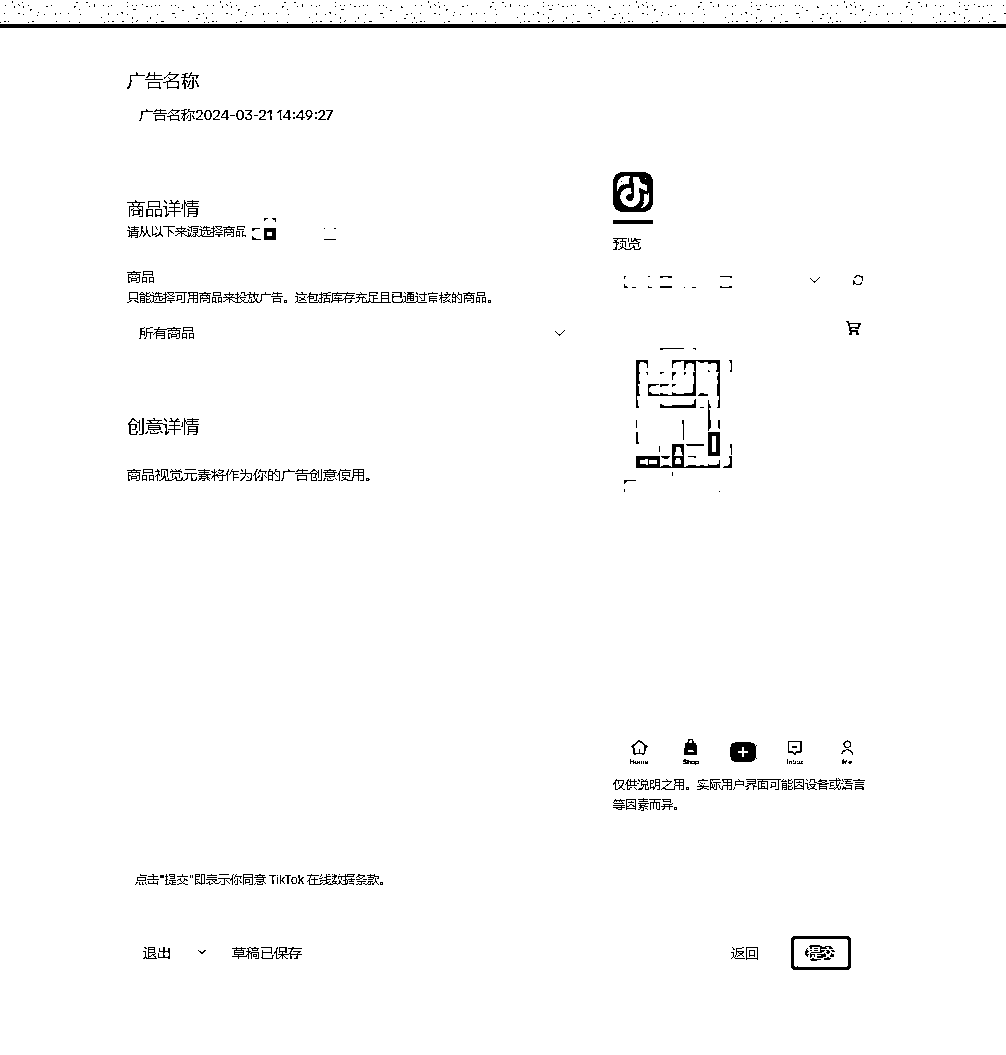 广告名称
广告名称2024-03-21 14:49:27
商品详情
请从以下来源选择商品
商品
只能选择可用商品来投放广告。这包括库存充足且已通过审核的商品。
所有商品
创意详情
商品视觉元素将作为你的广告创意使用。
预览
Home
Shop
Inbox
Me
仅供说明之用。实际用户界面可能因设备或语言
等因素而异。
点击"提交"即表示你同意 TikTok 在线数据条款。
退出
草稿已保存
返回
提交